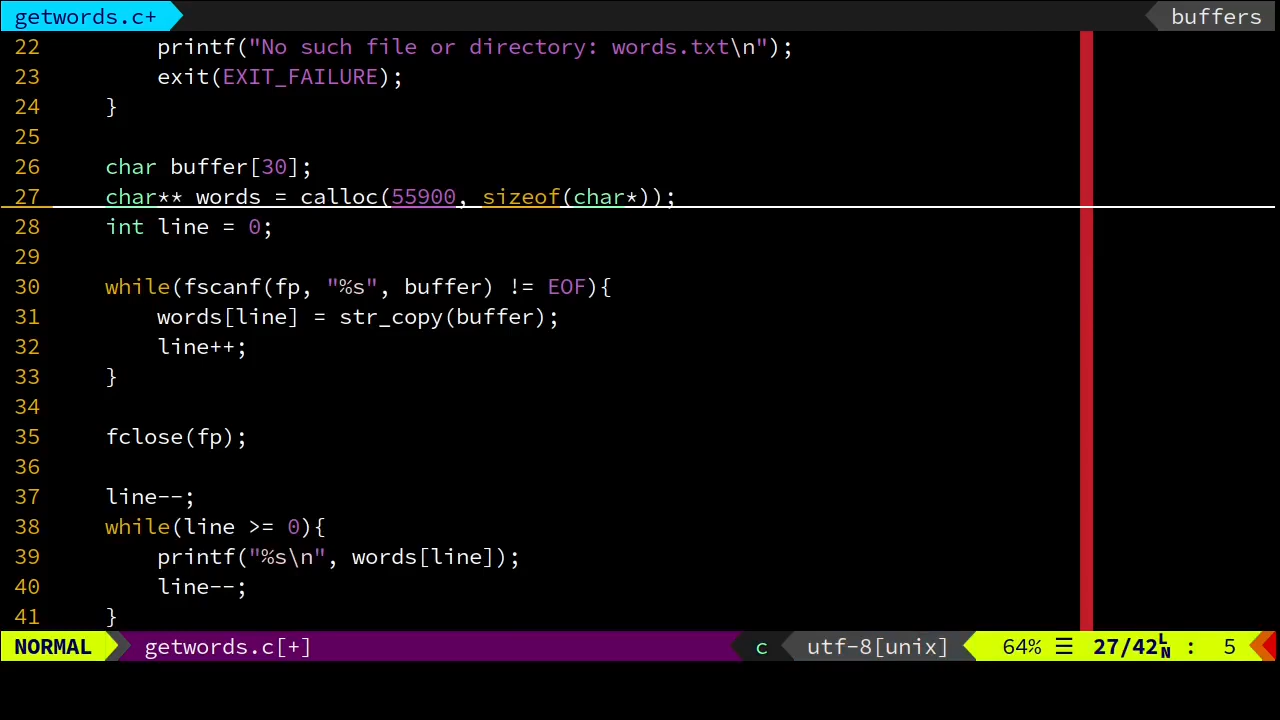 getwords.c+ buffers
22         printf("No such file or directory: words.txt\n");
23         exit(EXIT_FAILURE);
24     }
25
26     char buffer[30];
27     char** words = calloc(55900, sizeof(char*));
28     int line = 0;
29
30     while(fscanf(fp, "%s", buffer) != EOF){
31         words[line] = str_copy(buffer);
32         line++;
33     }
34
35     fclose(fp);
36
37     line--;
38     while(line >= 0){
39         printf("%s\n", words[line]);
40         line--;
41     }
NORMAL getwords.c[+] c utf-8[unix] 64% ☰ 27/42␤ : 5